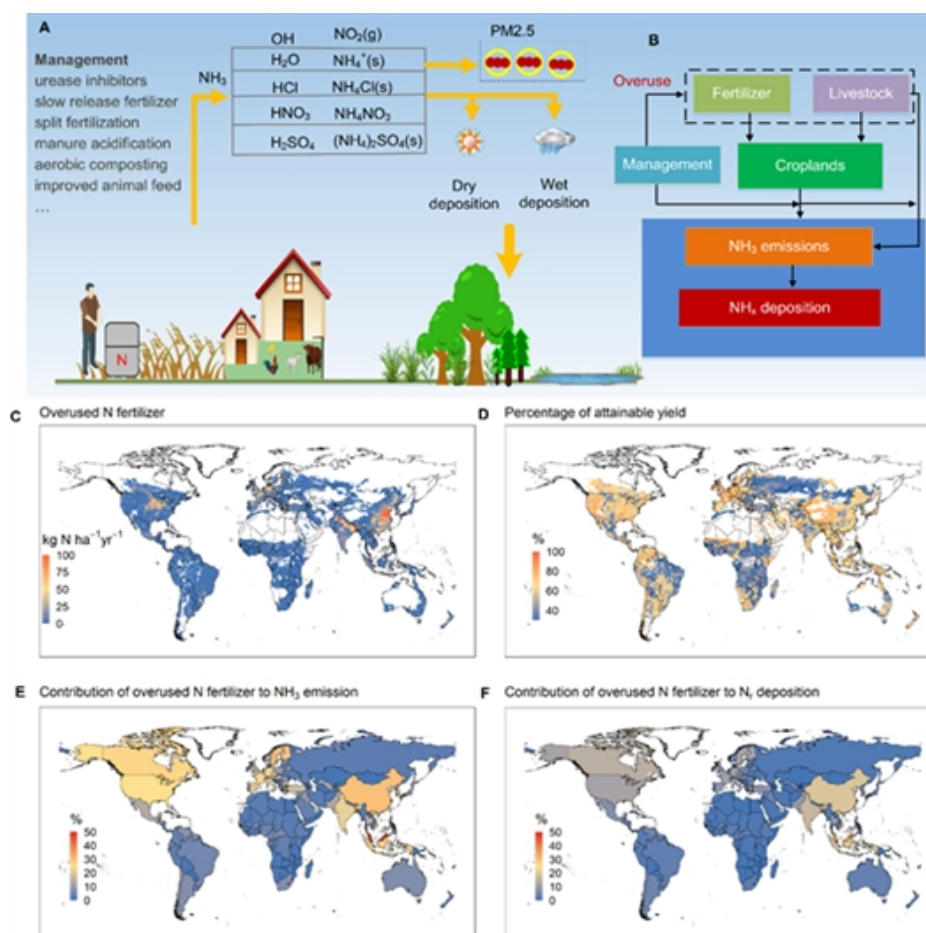 A
Management
urease inhibitors
slow release fertilizer
split fertilization
manure acidification
aerobic composting
improved animal feed
...
NH₃
OH NO₂(g)
H₂O NH₄⁺(s)
HCl NH₄Cl(s)
HNO₃ NH₄NO₃
H₂SO₄ (NH₄)₂SO₄(s)
PM2.5
Dry deposition
Wet deposition
N
B
Overuse
Fertilizer
Livestock
Management
Croplands
NH₃ emissions
NHₓ deposition
C Overused N fertilizer
kg N ha⁻¹yr⁻¹
100
75
50
25
0
D Percentage of attainable yield
%
100
80
60
40
E Contribution of overused N fertilizer to NH₃ emission
%
50
40
30
20
10
0
F Contribution of overused N fertilizer to Nᵣ deposition
%
50
40
30
20
10
0